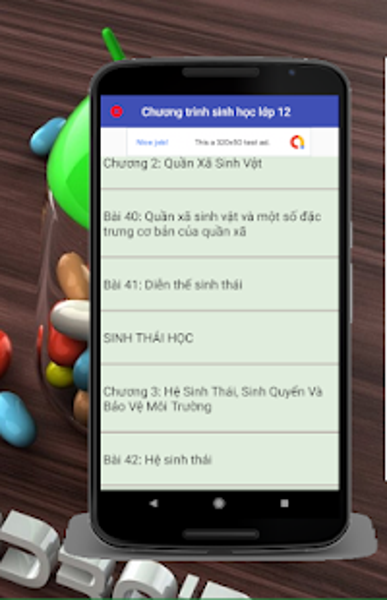 Chương trình sinh học lớp 12
Nice job!
This is a 320x50 test ad.
Chương 2: Quần Xã Sinh Vật
Bài 40: Quần xã sinh vật và một số đặc
trưng cơ bản của quần xã
Bài 41: Diễn thế sinh thái
SINH THÁI HỌC
Chương 3: Hệ Sinh Thái, Sinh Quyển Và
Bảo Vệ Môi Trường
Bài 42: Hệ sinh thái